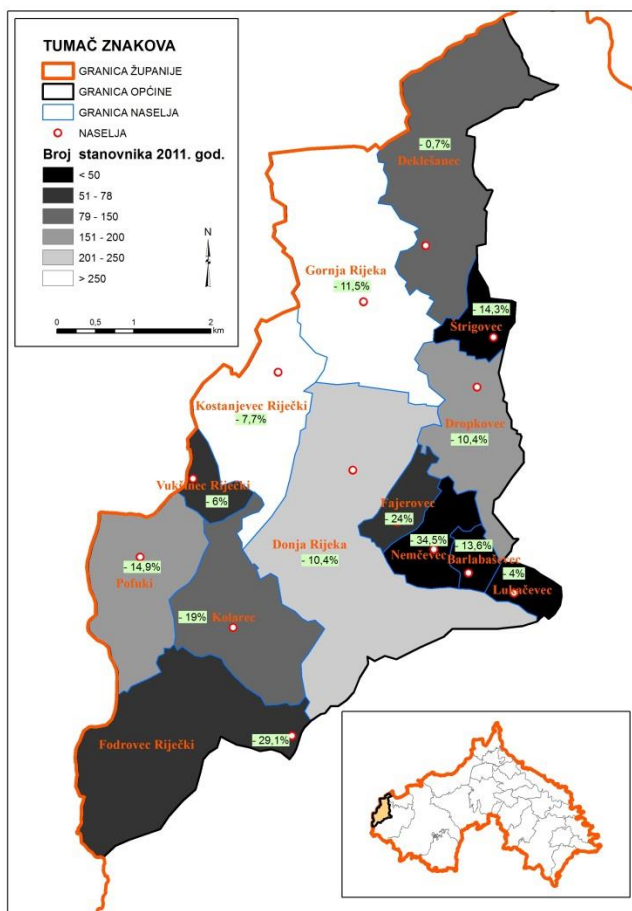 TUMAČ ZNAKOVA
GRANICA ŽUPANIJE
GRANICA OPĆINE
GRANICA NASELJA
NASELJA
Broj stanovnika 2011. god.
< 50
51 - 78
79 - 150
151 - 200
201 - 250
> 250
N
0 0,5 1 2
km
- 0,7%
Deklešanec
Gornja Rijeka
- 11,5%
- 14,3%
Štrigovec
Kostanjevec Riječki
- 7,7%
Dropkovec
- 10,4%
Vukšinec Riječki
- 6%
Fajerovec
- 24%
Donja Rijeka
- 10,4%
- 34,5%
Nemčevec
- 13,6%
Barlabaševec
- 4%
Lukačevec
- 14,9%
Pofuki
- 19%
Kolarec
Fodrovec Riječki
- 29,1%